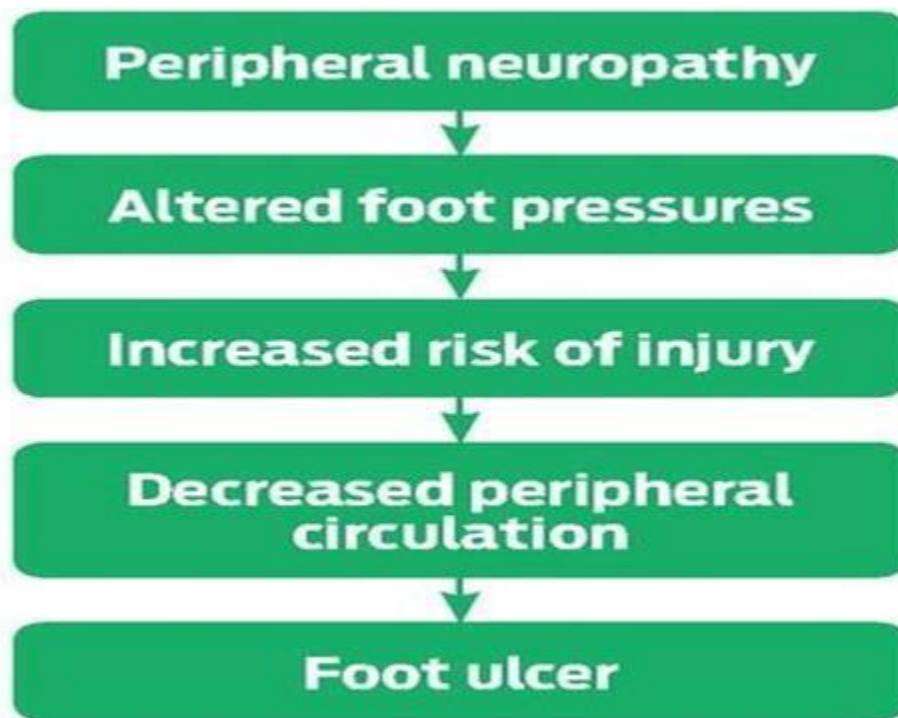 Peripheral neuropathy
Altered foot pressures
Increased risk of injury
Decreased peripheral
circulation
Foot ulcer